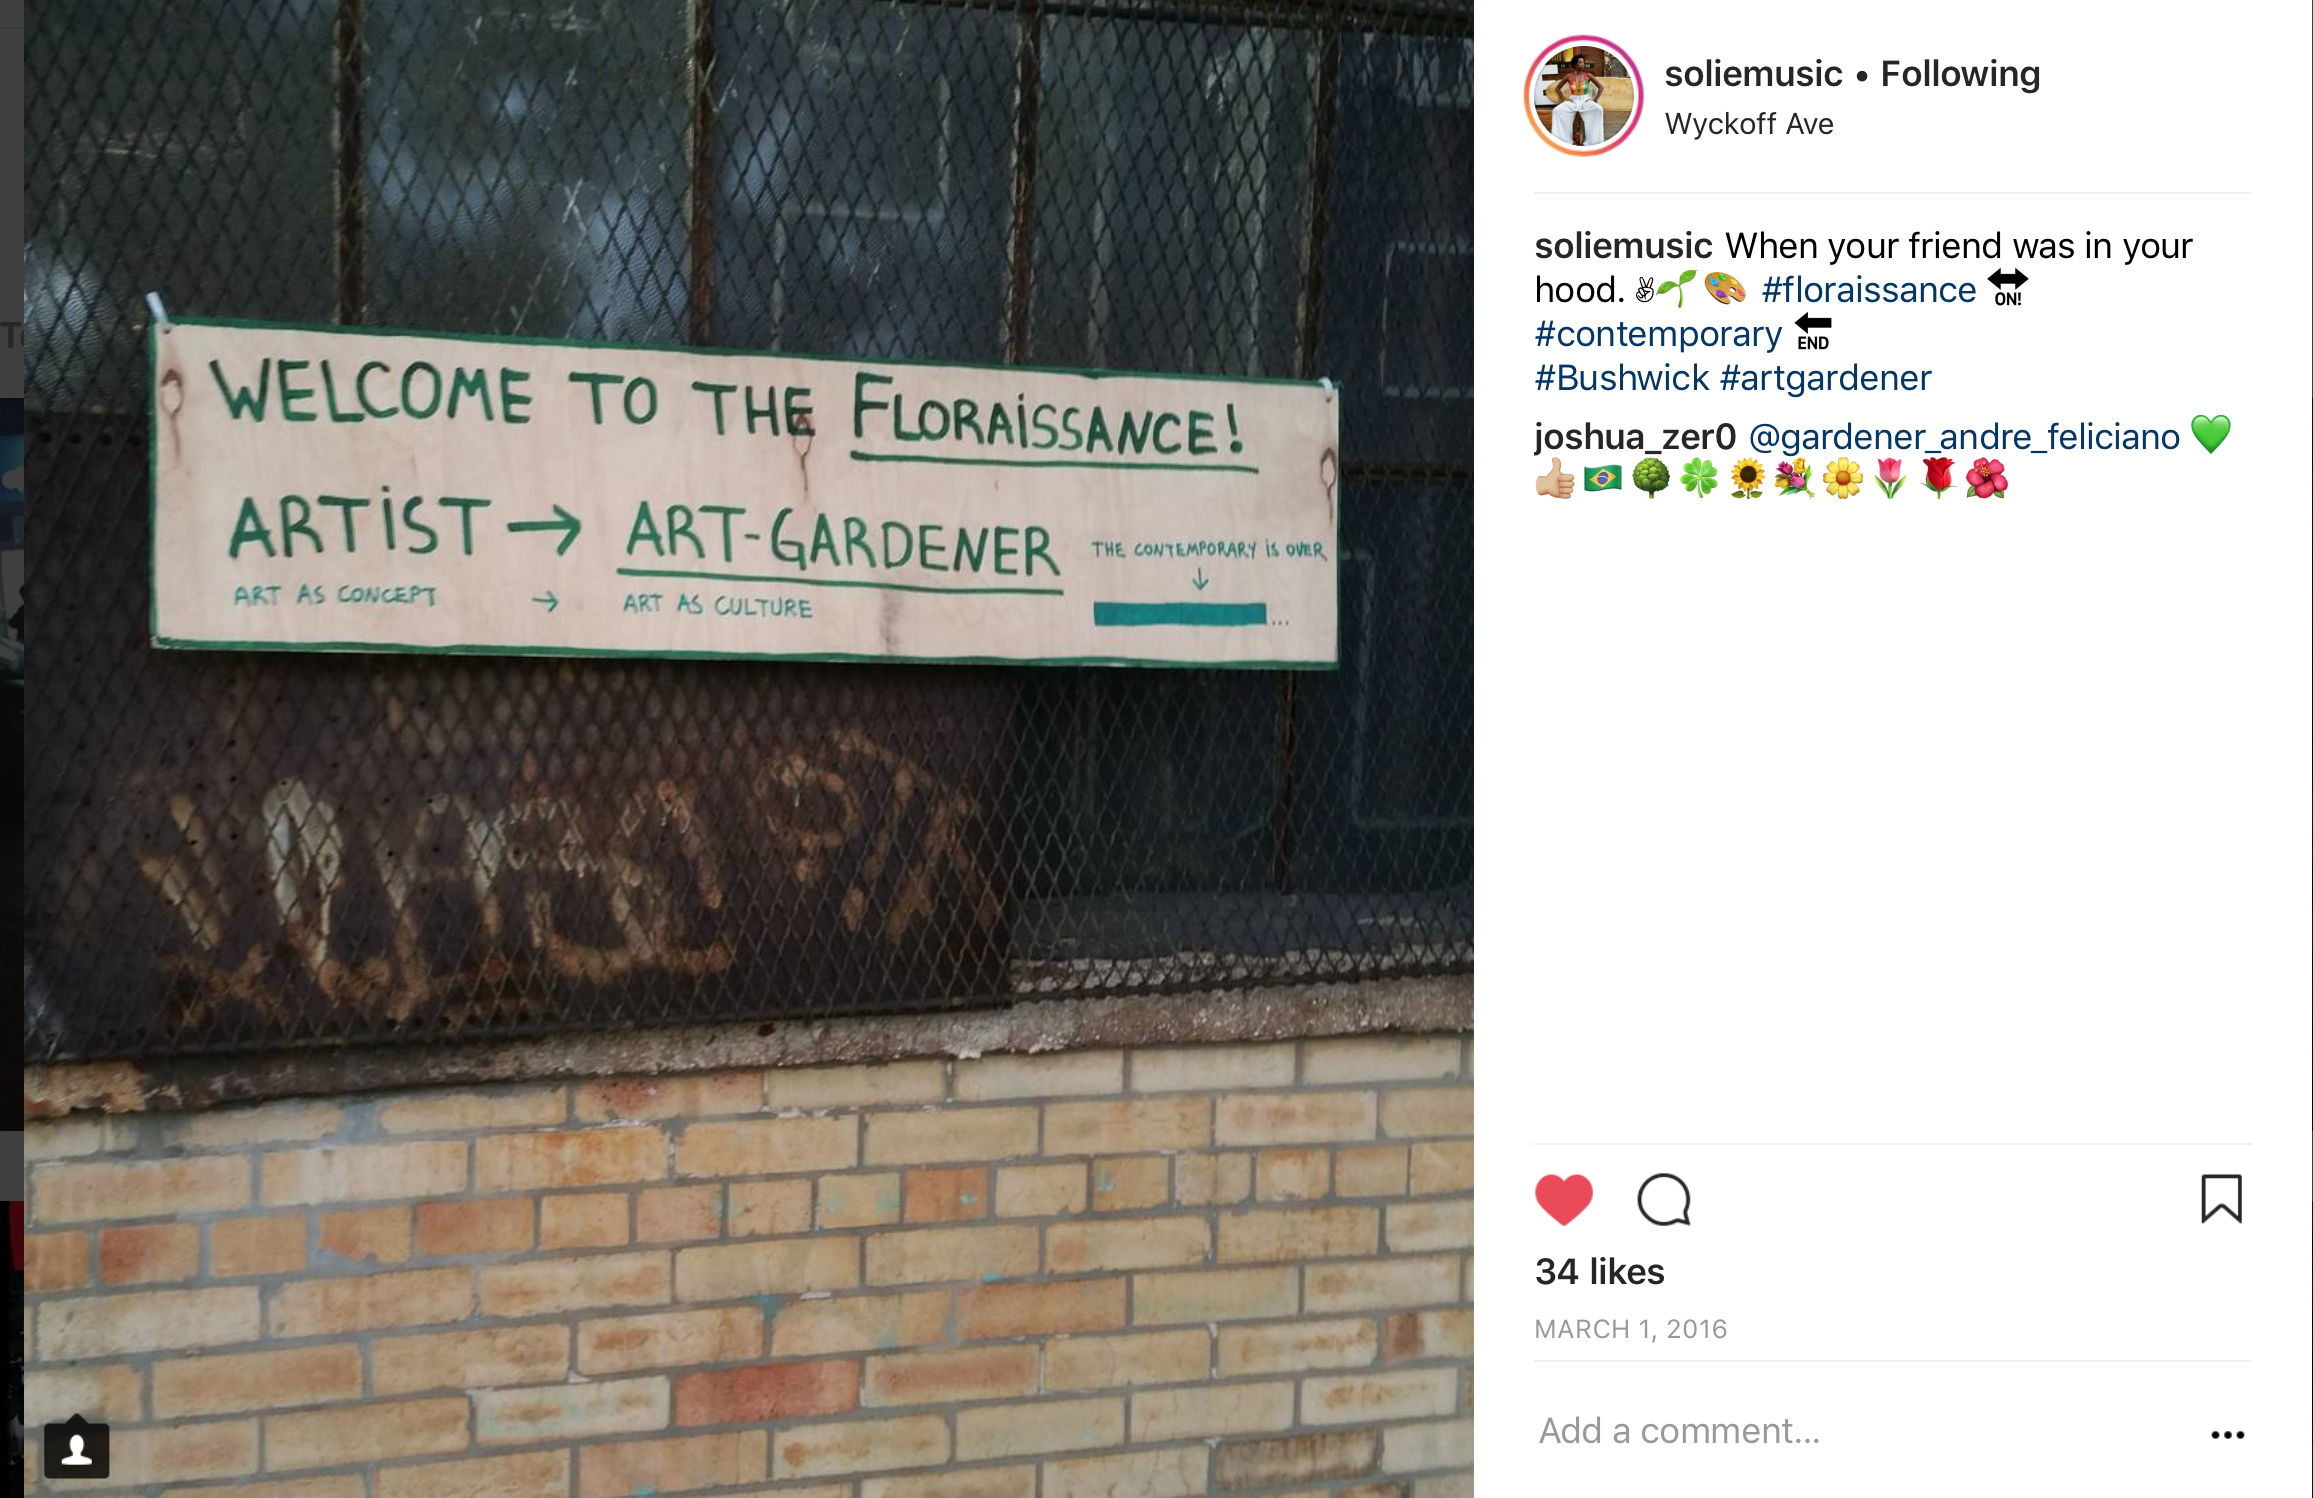 WELCOME TO THE FLORAISSANCE!
ARTIST → ART-GARDENER
ART AS CONCEPT → ART AS CULTURE
THE CONTEMPORARY IS OVER
↓
...
soliemusic • Following
Wyckoff Ave
soliemusic When your friend was in your
hood. ✌🌱🎨 #floraissance 🔛
#contemporary 🔚
#Bushwick #artgardener
joshua_zer0 @gardener_andre_feliciano 💚
👍🏼🇧🇷🌳🍀🌻💐🌼🌷🌹🌺
34 likes
MARCH 1, 2016
Add a comment...